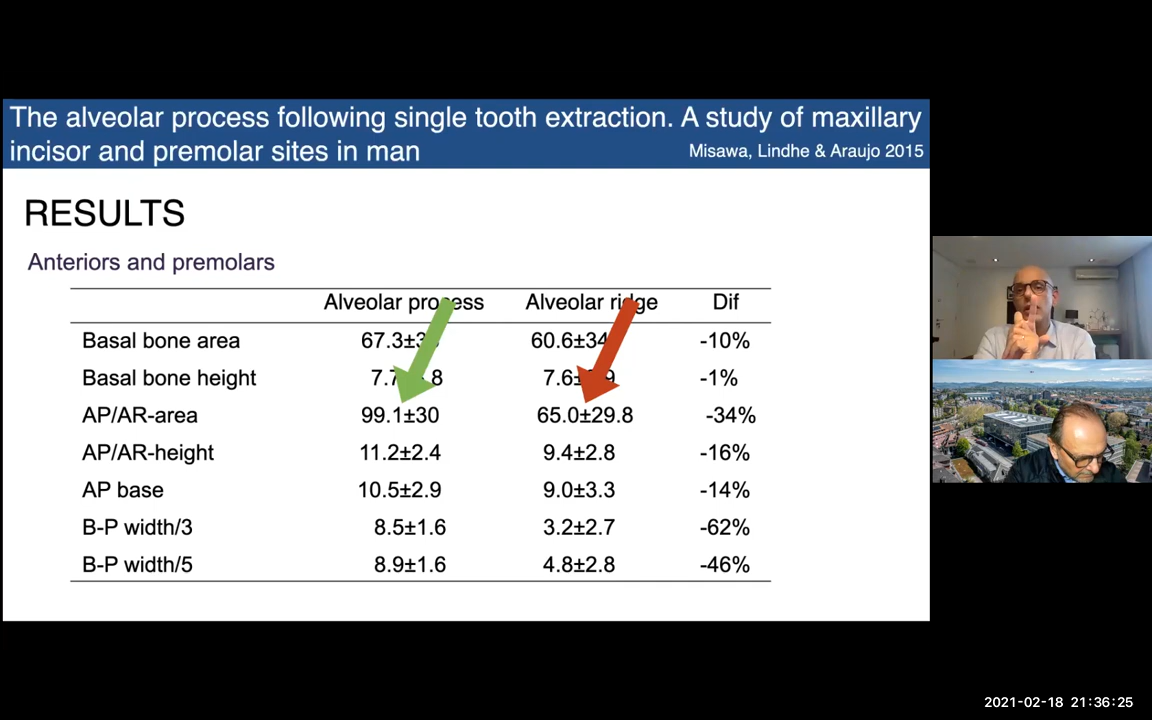 The alveolar process following single tooth extraction. A study of maxillary
incisor and premolar sites in man Misawa, Lindhe & Araujo 2015
RESULTS
Anteriors and premolars
Alveolar process Alveolar ridge Dif
Basal bone area 60.6±34 -10%
Basal bone height -1%
AP/AR-area 99.1±30 65.0±29.8 -34%
AP/AR-height 11.2±2.4 9.4±2.8 -16%
AP base 10.5±2.9 9.0±3.3 -14%
B-P width/3 8.5±1.6 3.2±2.7 -62%
B-P width/5 8.9±1.6 4.8±2.8 -46%
2021-02-18 21:36:25